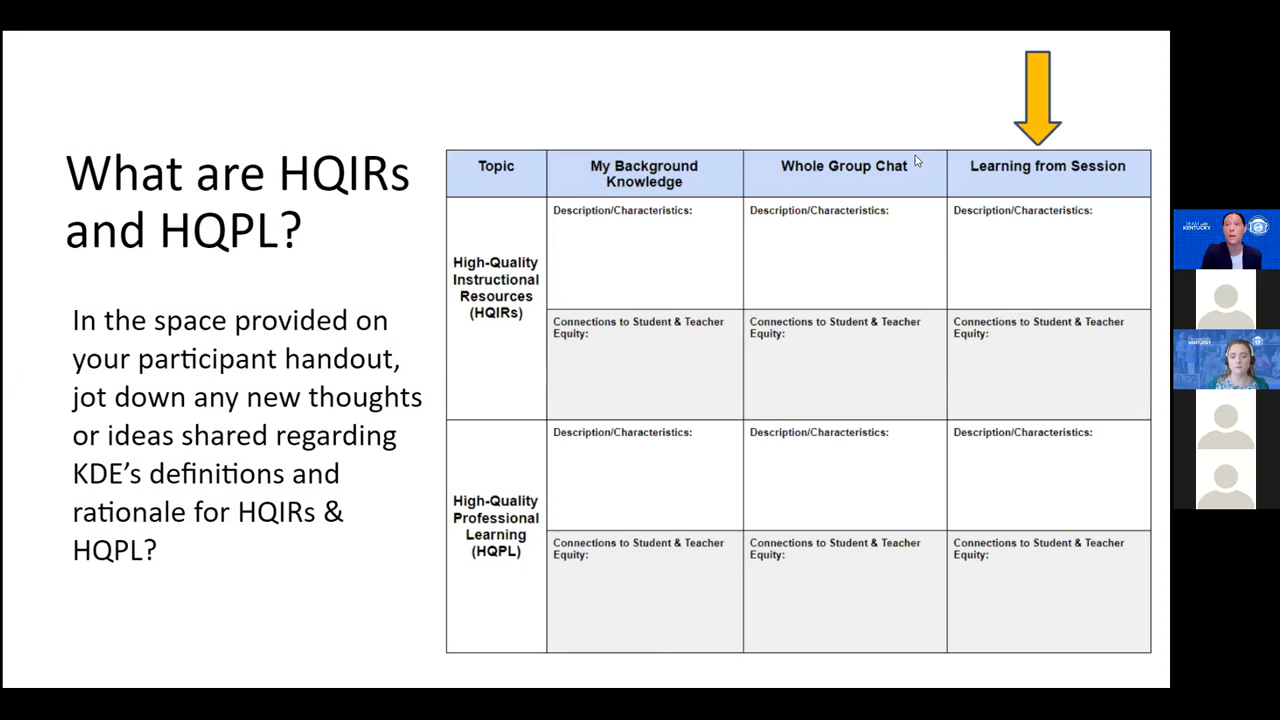 What are HQIRs
and HQPL?
In the space provided on
your participant handout,
jot down any new thoughts
or ideas shared regarding
KDE’s definitions and
rationale for HQIRs &
HQPL?
Topic
My Background
Knowledge
Whole Group Chat
Learning from Session
High-Quality
Instructional
Resources
(HQIRs)
Description/Characteristics:
Description/Characteristics:
Description/Characteristics:
Connections to Student & Teacher
Equity:
Connections to Student & Teacher
Equity:
Connections to Student & Teacher
Equity:
High-Quality
Professional
Learning
(HQPL)
Description/Characteristics:
Description/Characteristics:
Description/Characteristics:
Connections to Student & Teacher
Equity:
Connections to Student & Teacher
Equity:
Connections to Student & Teacher
Equity:
TEAM
KENTUCKY
KENTUCKY